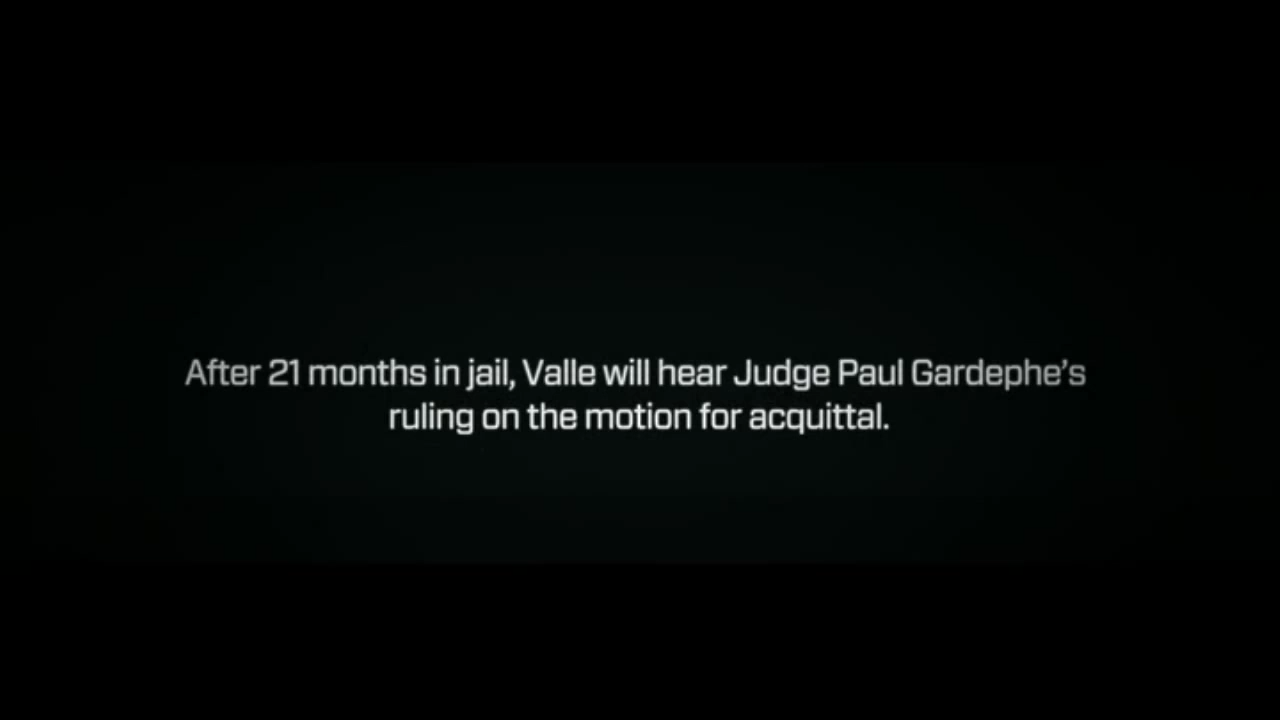 After 21 months in jail, Valle will hear Judge Paul Gardephe’s
ruling on the motion for acquittal.